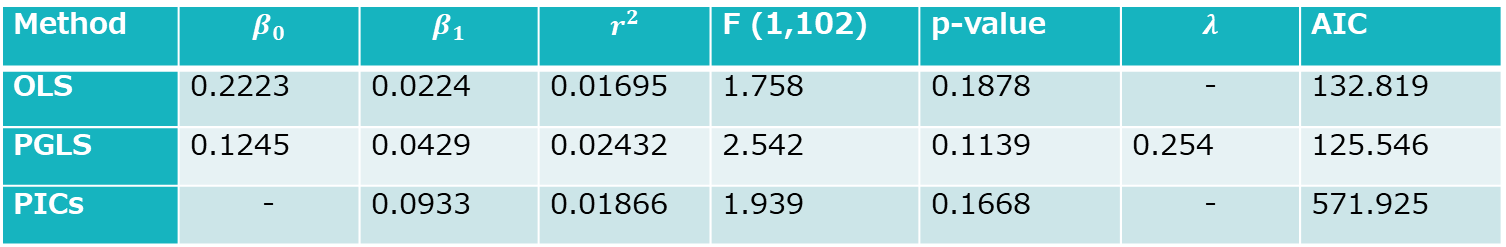 Method β₀ β₁ r² F (1,102) p-value λ AIC
OLS 0.2223 0.0224 0.01695 1.758 0.1878 - 132.819
PGLS 0.1245 0.0429 0.02432 2.542 0.1139 0.254 125.546
PICs - 0.0933 0.01866 1.939 0.1668 - 571.925